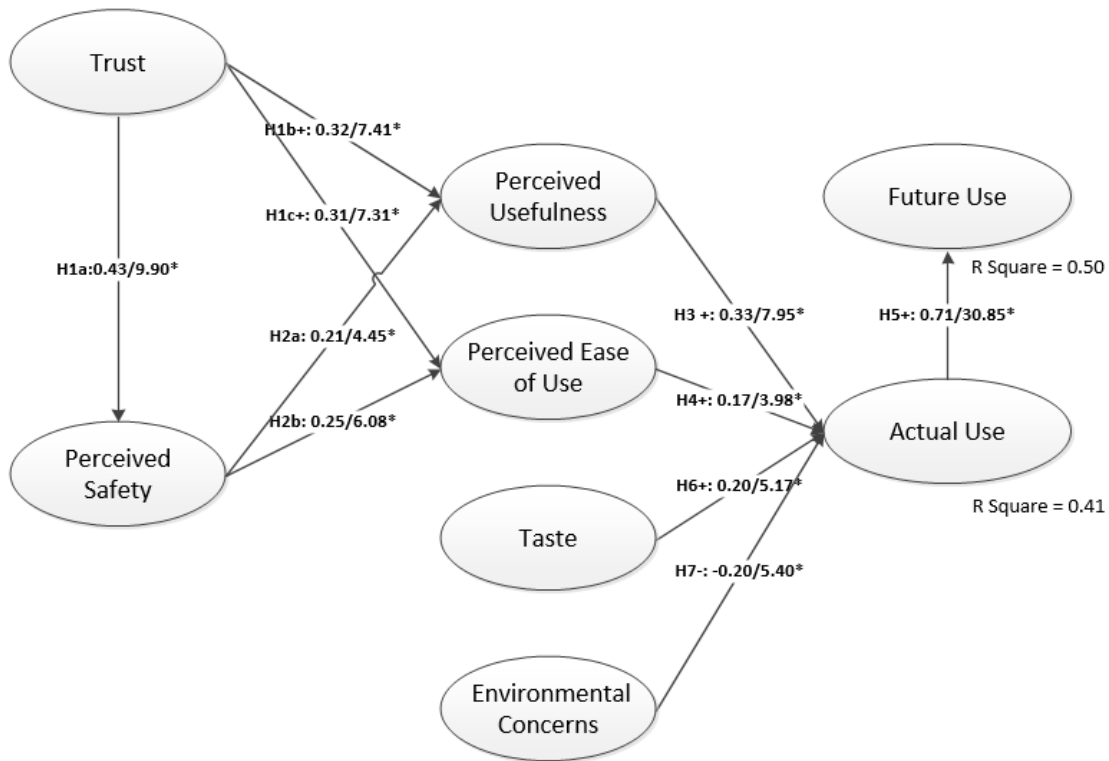 Trust
H1b+: 0.32/7.41*
Perceived
Usefulness
Future Use
H1c+: 0.31/7.31*
H1a:0.43/9.90*
R Square = 0.50
H3 +: 0.33/7.95*
H5+: 0.71/30.85*
H2a: 0.21/4.45*
Perceived Ease
of Use
H4+: 0.17/3.98*
H2b: 0.25/6.08*
Actual Use
Perceived
Safety
H6+: 0.20/5.17*
R Square = 0.41
Taste
H7-: -0.20/5.40*
Environmental
Concerns